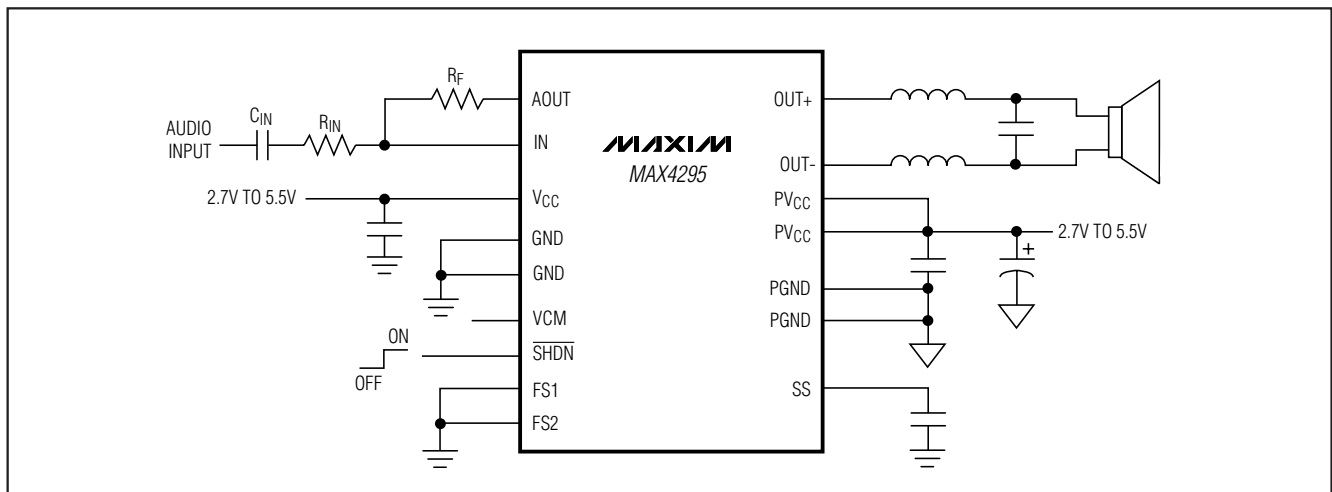 AUDIO
INPUT
CIN
RIN
RF
2.7V TO 5.5V
ON
OFF
AOUT
IN
VCC
GND
GND
VCM
SHDN
FS1
FS2
MAXIM
MAX4295
OUT+
OUT-
PVCC
PVCC
PGND
PGND
SS
+
2.7V TO 5.5V